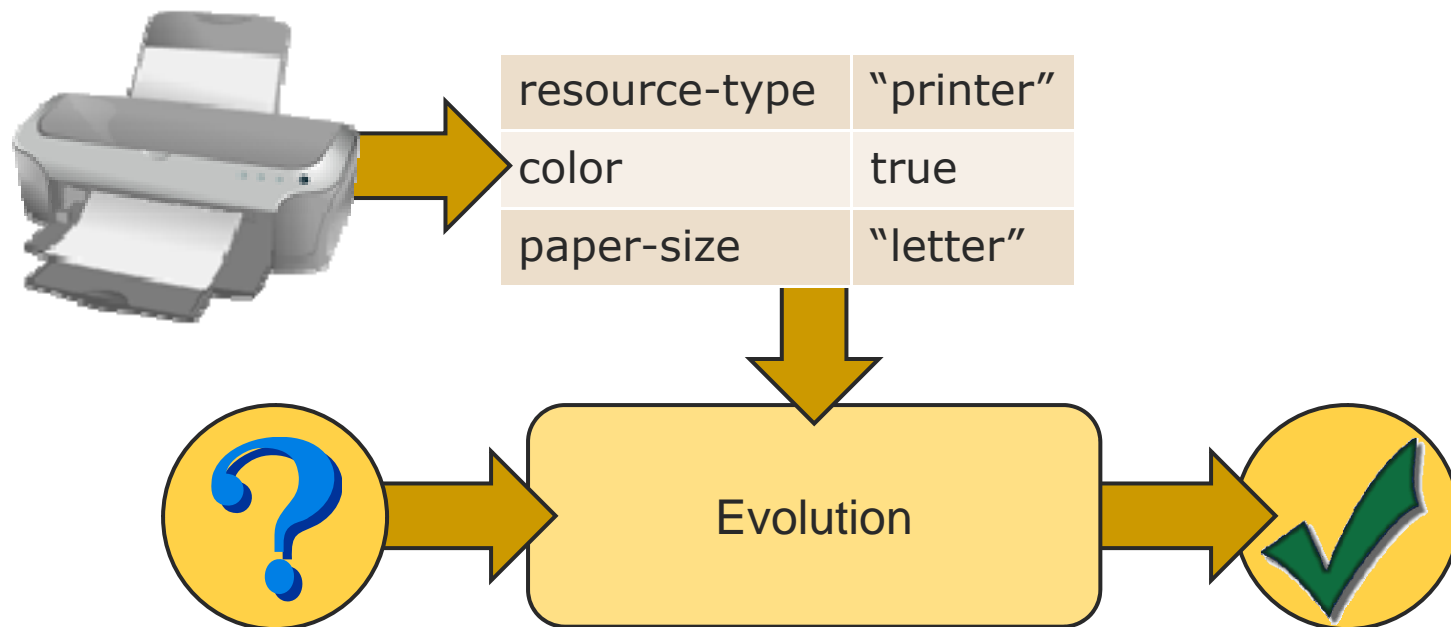 resource-type “printer”
color true
paper-size “letter”
Evolution